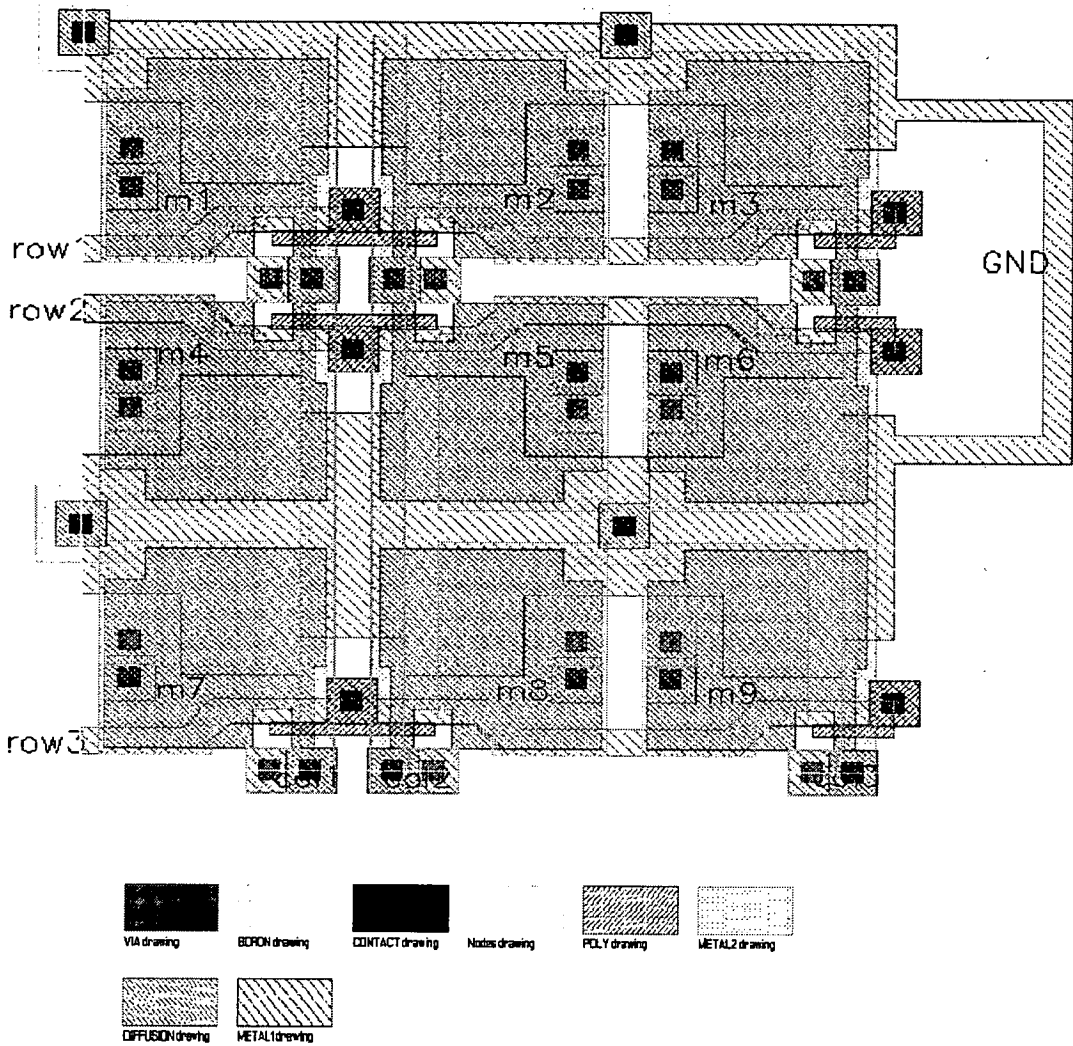 m1 m2 m3
row1
GND
row2
m4 m5 m6
m7 m8 m9
row3
VIA drawing BORON drawing CONTACT drawing Nodes drawing POLY drawing METAL2 drawing
DIFFUSION drawing METAL1 drawing